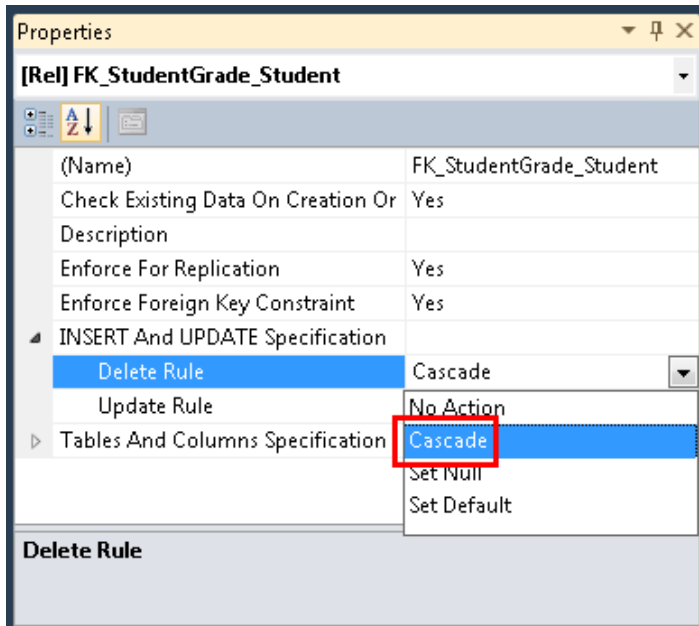 Properties
[Rel] FK_StudentGrade_Student
(Name) FK_StudentGrade_Student
Check Existing Data On Creation Or Yes
Description
Enforce For Replication Yes
Enforce Foreign Key Constraint Yes
INSERT And UPDATE Specification
Delete Rule Cascade
Update Rule No Action
Tables And Columns Specification Cascade
Set Null
Set Default
Delete Rule